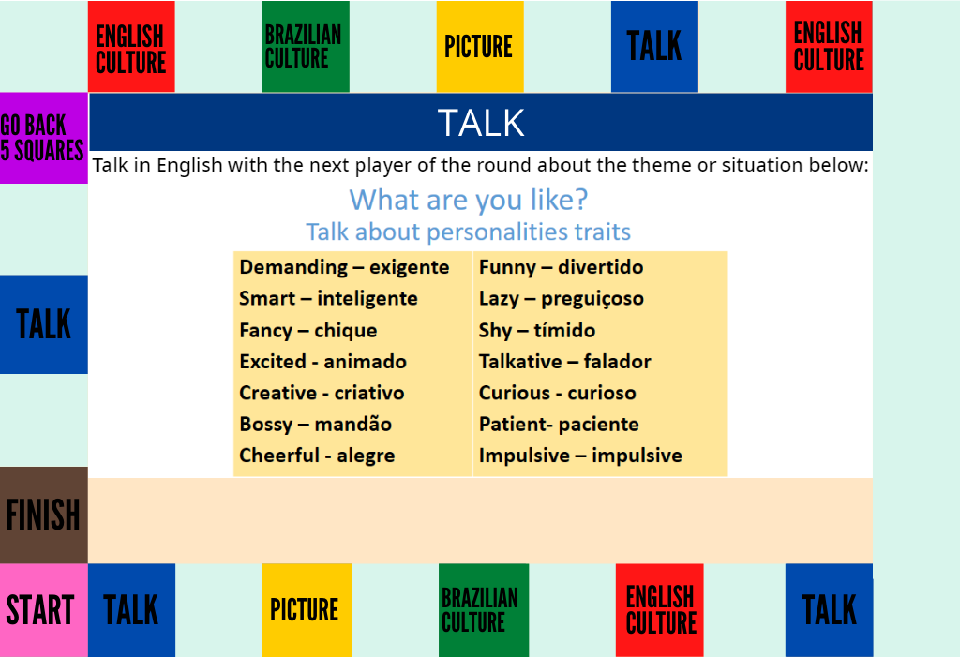 ENGLISH
CULTURE
BRAZILIAN
CULTURE
PICTURE
TALK
ENGLISH
CULTURE
GO BACK
5 SQUARES
TALK
Talk in English with the next player of the round about the theme or situation below:
What are you like?
Talk about personalities traits
Demanding – exigente
Smart – inteligente
Fancy – chique
Excited - animado
Creative - criativo
Bossy – mandão
Cheerful - alegre
Funny – divertido
Lazy – preguiçoso
Shy – tímido
Talkative – falador
Curious - curioso
Patient- paciente
Impulsive – impulsive
TALK
FINISH
START
TALK
PICTURE
BRAZILIAN
CULTURE
ENGLISH
CULTURE
TALK